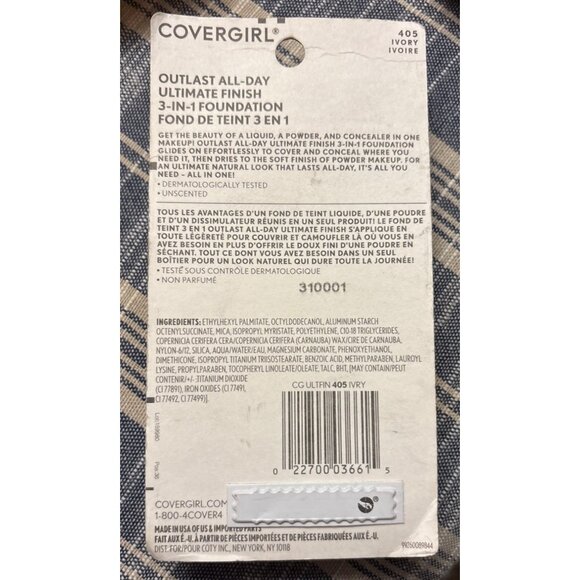 COVERGIRL®
405
IVORY
IVOIRE
OUTLAST ALL-DAY
ULTIMATE FINISH
3-IN-1 FOUNDATION
FOND DE TEINT 3 EN 1
GET THE BEAUTY OF A LIQUID, A POWDER, AND CONCEALER IN ONE
MAKEUP! OUTLAST ALL-DAY ULTIMATE FINISH 3-IN-1 FOUNDATION
GLIDES ON EFFORTLESSLY TO COVER AND CONCEAL WHERE YOU
NEED IT, THEN DRIES TO THE SOFT FINISH OF POWDER MAKEUP. FOR
AN ULTIMATE NATURAL LOOK THAT LASTS ALL-DAY, IT'S ALL YOU
NEED – ALL IN ONE!
• DERMATOLOGICALLY TESTED
• UNSCENTED
TOUS LES AVANTAGES D'UN FOND DE TEINT LIQUIDE, D'UNE POUDRE
ET D'UN DISSIMULATEUR RÉUNIS EN UN SEUL PRODUIT! LE FOND DE
TEINT 3 EN 1 OUTLAST ALL-DAY ULTIMATE FINISH S'APPLIQUE EN
TOUTE LÉGÈRETÉ POUR COUVRIR ET CAMOUFLER LÀ OÙ VOUS EN
AVEZ BESOIN EN PLUS D'OFFRIR LE DOUX FINI D'UNE POUDRE EN
SÉCHANT. TOUT CE DONT VOUS AVEZ BESOIN DANS UN SEUL
BOÎTIER POUR UN LOOK NATUREL QUI DURE TOUTE LA JOURNÉE!
• TESTÉ SOUS CONTRÔLE DERMATOLOGIQUE
• NON PARFUMÉ
310001
INGREDIENTS: ETHYLHEXYL PALMITATE, OCTYLDODECANOL, ALUMINUM STARCH
OCTENYLSUCCINATE, MICA, ISOPROPYL MYRISTATE, POLYETHYLENE, C10-18 TRIGLYCERIDES,
COPERNICIA CERIFERA CERA/COPERNICIA CERIFERA (CARNAUBA) WAX/CIRE DE CARNAUBA,
NYLON-6/12, SILICA, AQUA/WATER/EAU, MAGNESIUM CARBONATE, PHENOXYETHANOL,
DIMETHICONE, ISOPROPYL TITANIUM TRIISOSTEARATE, BENZOIC ACID, METHYLPARABEN, LAUROYL
LYSINE, PROPYLPARABEN, TOCOPHERYL LINOLEATE/OLEATE, TALC, BHT, [MAY CONTAIN/PEUT
CONTENIR/+/-:TITANIUM DIOXIDE
(CI 77891), IRON OXIDES (CI 77491,
CI 77492, CI 77499)].
CG ULTFIN 405 IVRY
0 22700 03661 5
COVERGIRL.COM
1-800-4COVER4
MADE IN USA OF US & IMPORTED PARTS
FAIT AUX É.-U. À PARTIR DE PIÈCES IMPORTÉES ET DE PIÈCES FABRIQUÉES AUX É.-U.
DIST. FOR/POUR COTY INC., NEW YORK, NY 10118
99260089844